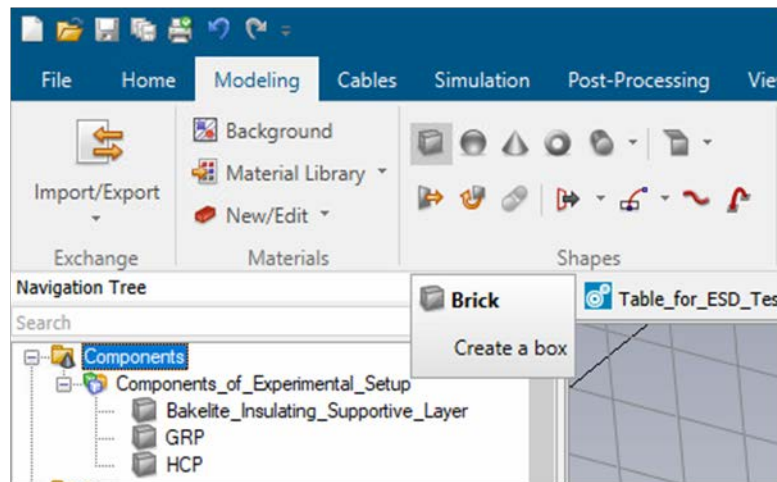 File Home Modeling Cables Simulation Post-Processing Vie
Background
Material Library
Import/Export
New/Edit
Exchange Materials Shapes
Navigation Tree
Brick
Table_for_ESD_Tes
Search
Create a box
Components
Components_of_Experimental_Setup
Bakelite_Insulating_Supportive_Layer
GRP
HCP